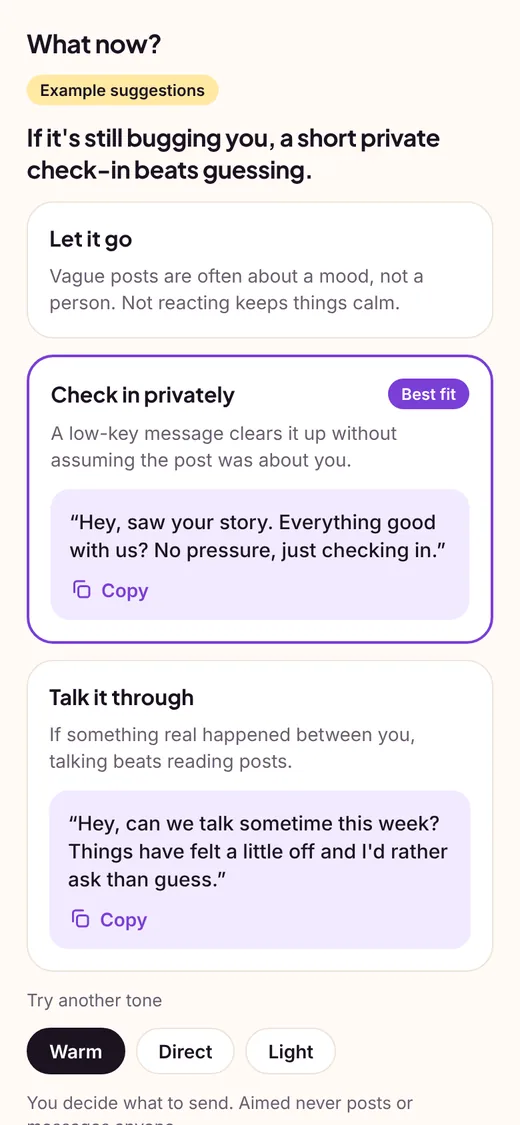 What now?
Example suggestions
If it's still bugging you, a short private
check-in beats guessing.
Let it go
Vague posts are often about a mood, not a
person. Not reacting keeps things calm.
Check in privately
Best fit
A low-key message clears it up without
assuming the post was about you.
“Hey, saw your story. Everything good
with us? No pressure, just checking in.”
Copy
Talk it through
If something real happened between you,
talking beats reading posts.
“Hey, can we talk sometime this week?
Things have felt a little off and I'd rather
ask than guess.”
Copy
Try another tone
Warm
Direct
Light
You decide what to send. Aimed never posts or